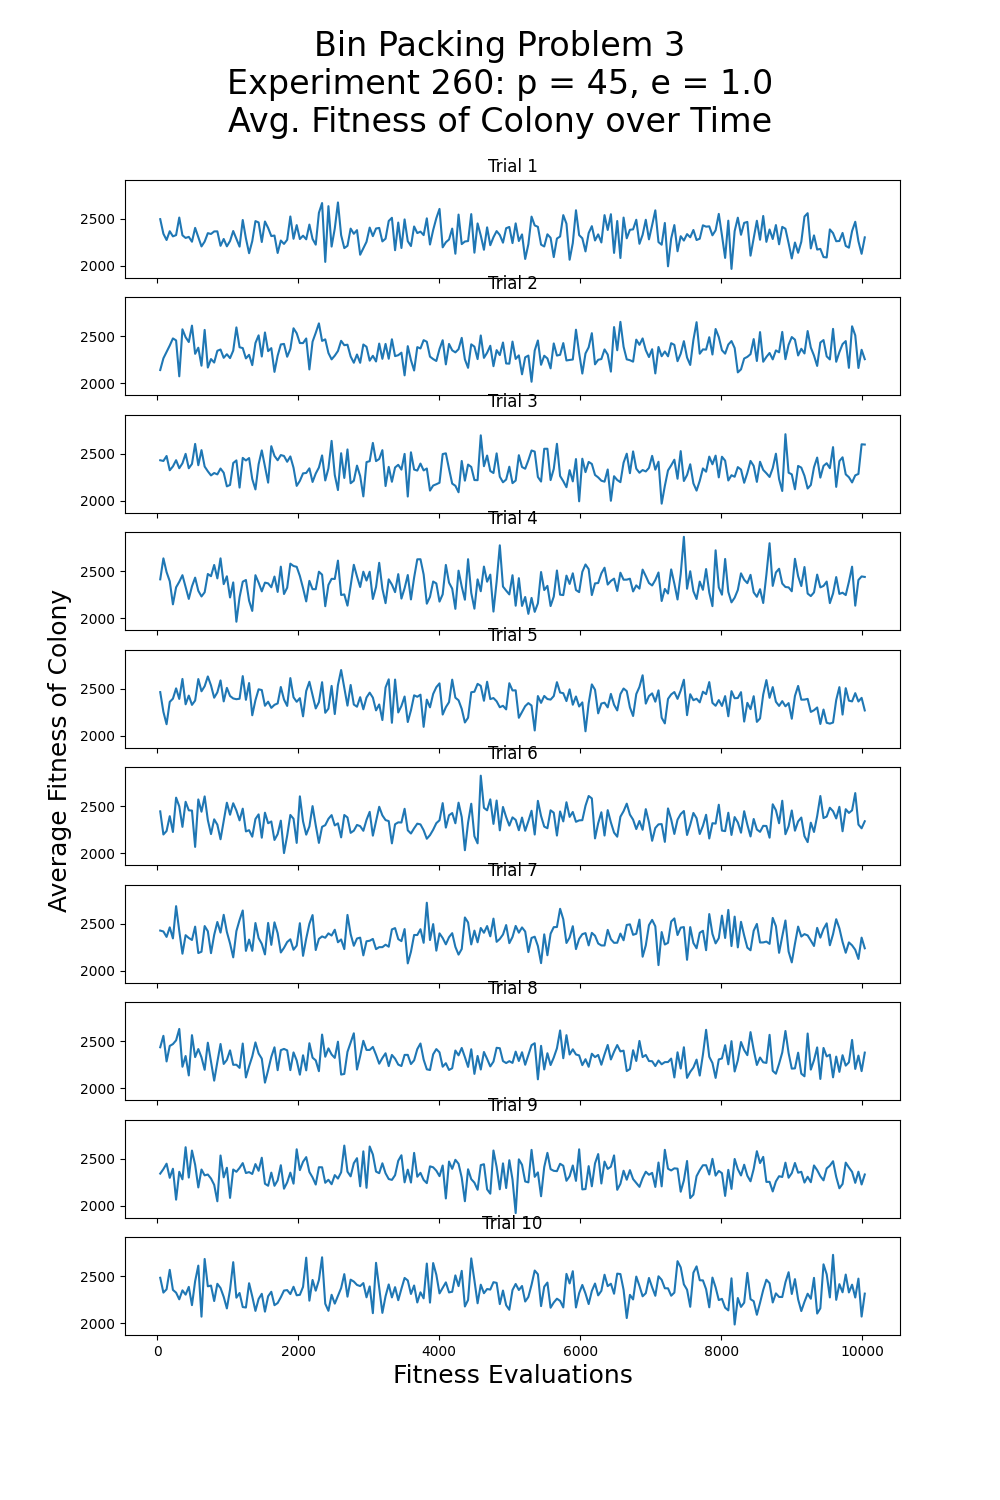 Bin Packing Problem 3
Experiment 260: p = 45, e = 1.0
Avg. Fitness of Colony over Time
Trial 1
2500
2000
Trial 2
2500
2000
Trial 3
2500
2000
Trial 4
2500
2000
Trial 5
2500
2000
Trial 6
2500
2000
Trial 7
2500
2000
Trial 8
2500
2000
Trial 9
2500
2000
Trial 10
2500
2000
0 2000 4000 6000 8000 10000
Fitness Evaluations
Average Fitness of Colony